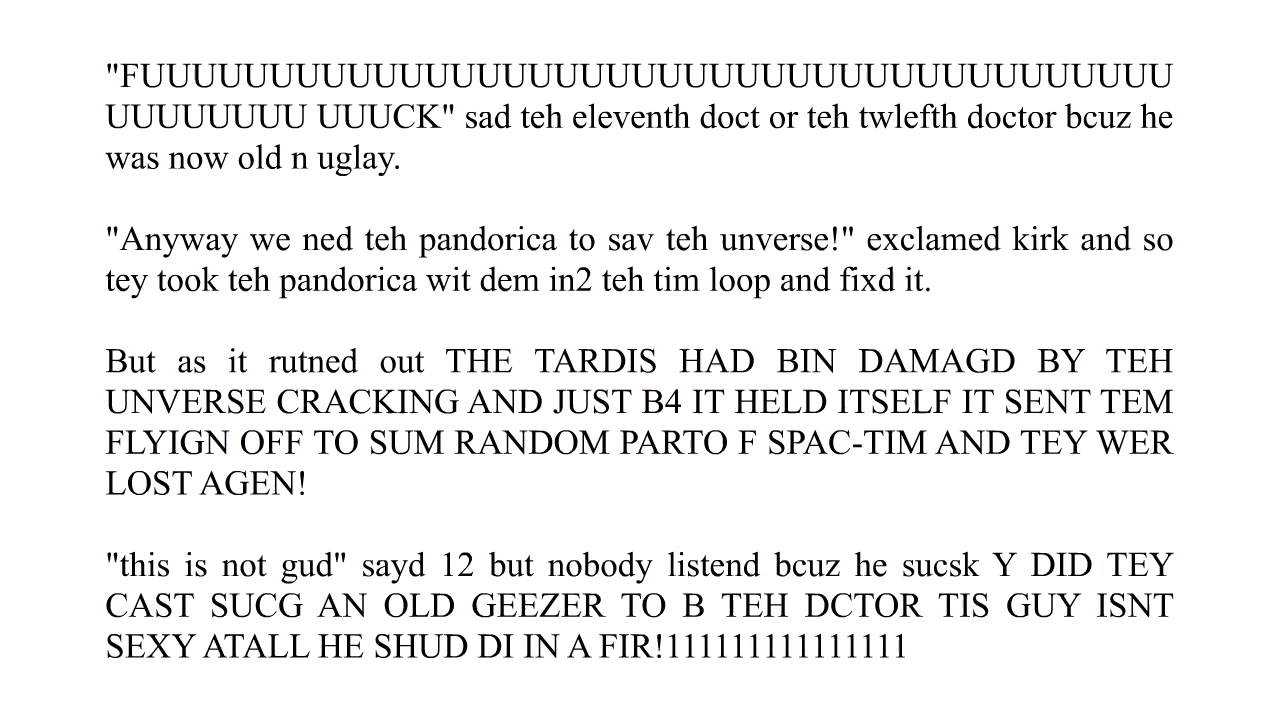 "FUUUUUUUUUUUUUUUUUUUUUUUUUUUUUUUUUUUUUUUU
UUUUUUUU UUUCK" sad teh eleventh doct or teh twlefth doctor bcuz he
was now old n uglay.
"Anyway we ned teh pandorica to sav teh unverse!" exclamed kirk and so
tey took teh pandorica wit dem in2 teh tim loop and fixd it.
But as it rutned out THE TARDIS HAD BIN DAMAGD BY TEH
UNVERSE CRACKING AND JUST B4 IT HELD ITSELF IT SENT TEM
FLYIGN OFF TO SUM RANDOM PARTO F SPAC-TIM AND TEY WER
LOST AGEN!
"this is not gud" sayd 12 but nobody listend bcuz he sucsk Y DID TEY
CAST SUCG AN OLD GEEZER TO B TEH DCTOR TIS GUY ISNT
SEXY ATALL HE SHUD DI IN A FIR!111111111111111